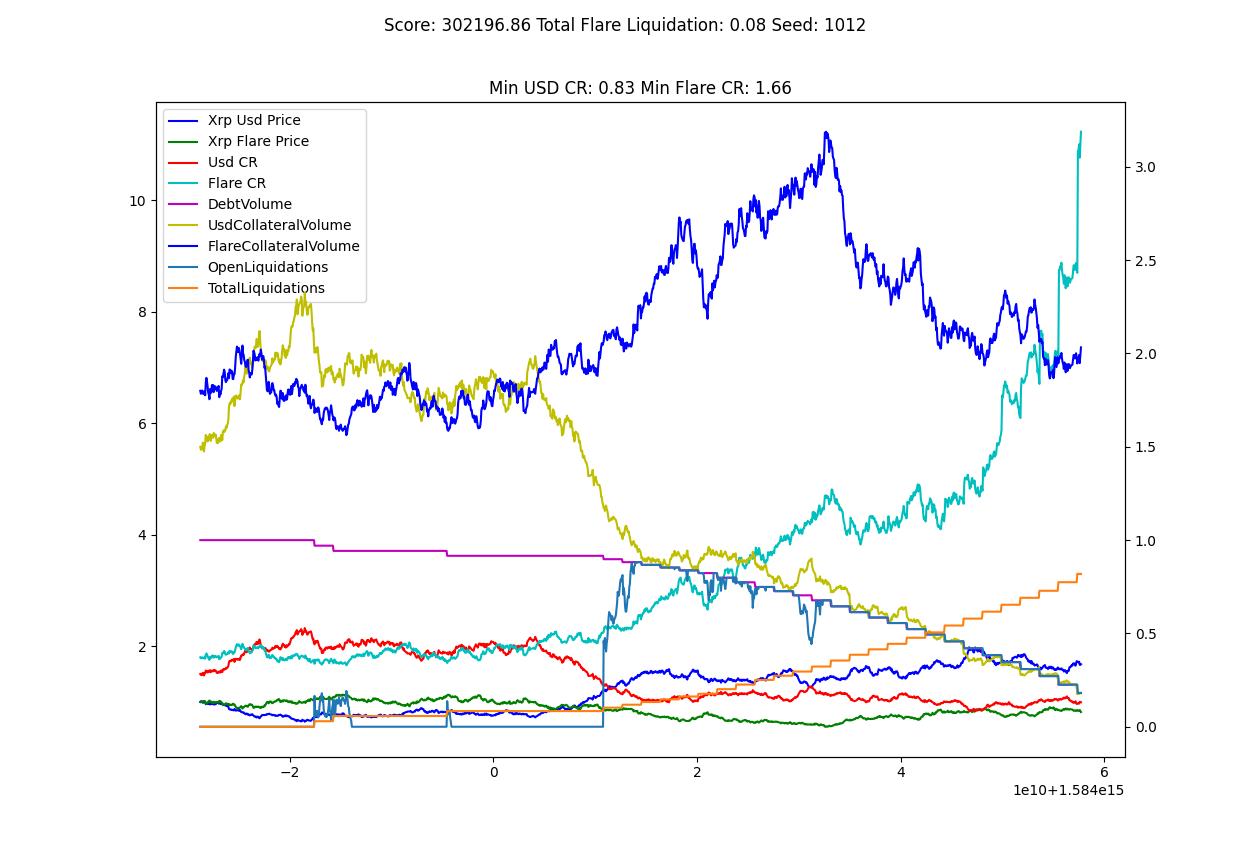 Score: 302196.86 Total Flare Liquidation: 0.08 Seed: 1012
Min USD CR: 0.83 Min Flare CR: 1.66
Xrp Usd Price
Xrp Flare Price
Usd CR
Flare CR
DebtVolume
UsdCollateralVolume
FlareCollateralVolume
OpenLiquidations
TotalLiquidations
10
8
6
4
2
3.0
2.5
2.0
1.5
1.0
0.5
0.0
−2 0 2 4 6
1e10+1.584e15